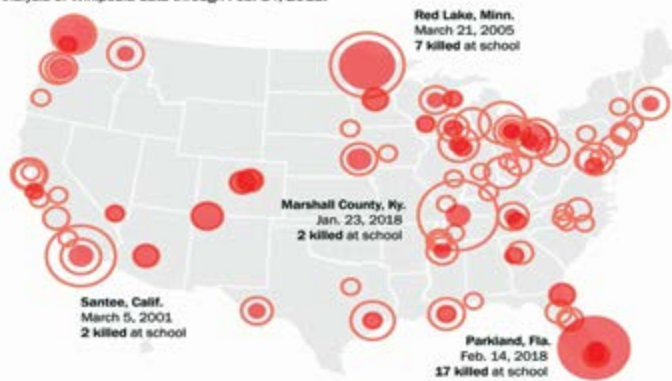 Red Lake, Minn.
March 21, 2005
7 killed at school
Marshall County, Ky.
Jan. 23, 2018
2 killed at school
Santee, Calif.
March 5, 2001
2 killed at school
Parkland, Fla.
Feb. 14, 2018
17 killed at school